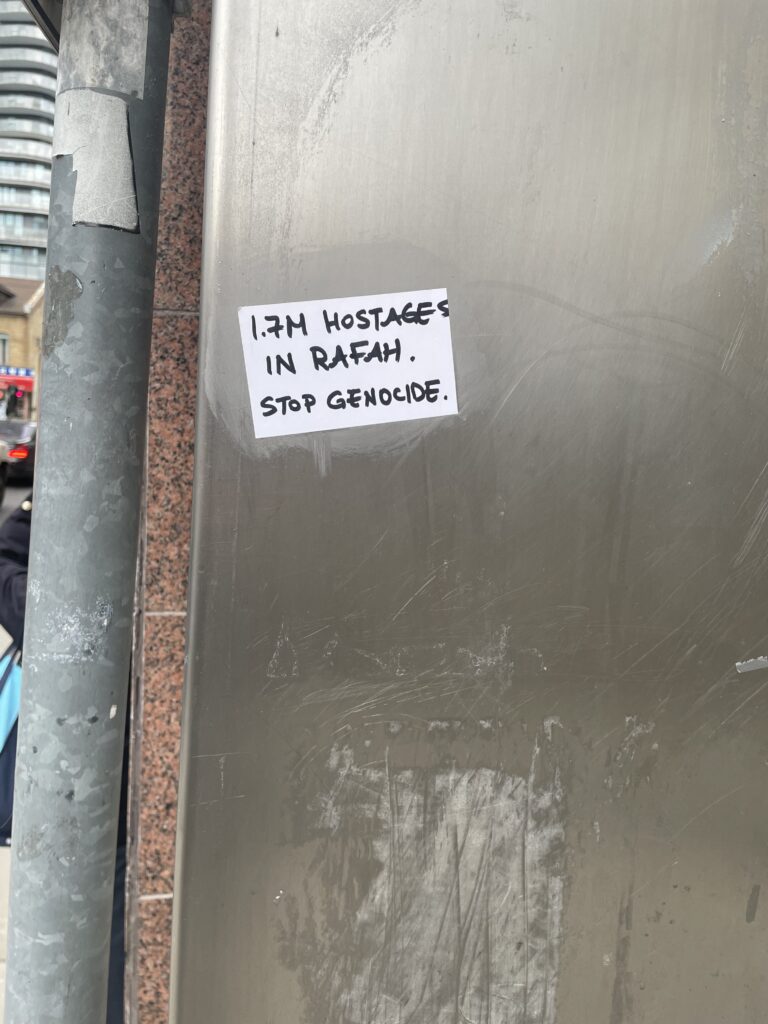 1.7M HOSTAGES
IN RAFAH.
STOP GENOCIDE.